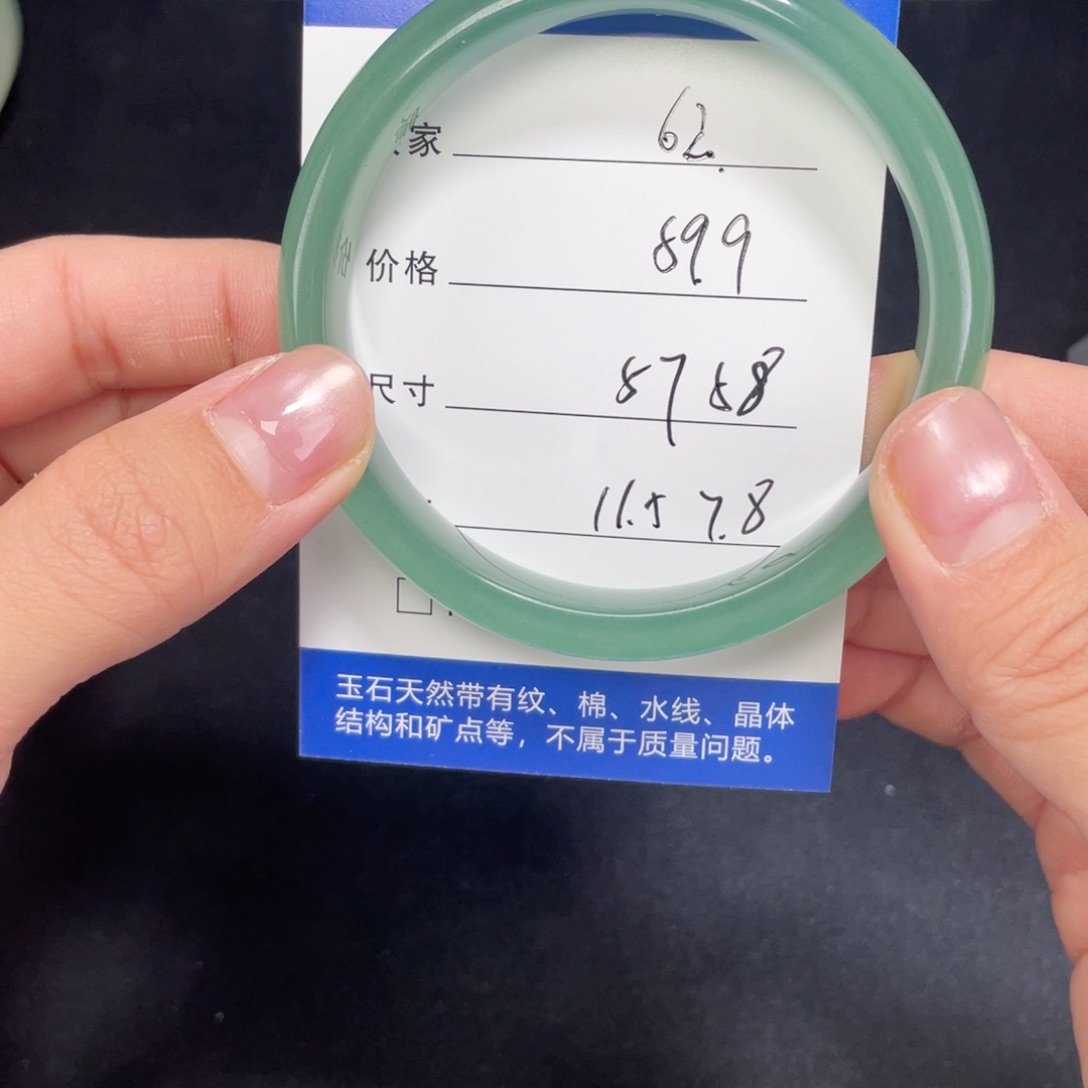 家 62.
价格 899
尺寸 57 58
11.5 7.8
玉石天然带有纹、棉、水线、晶体
结构和矿点等，不属于质量问题。